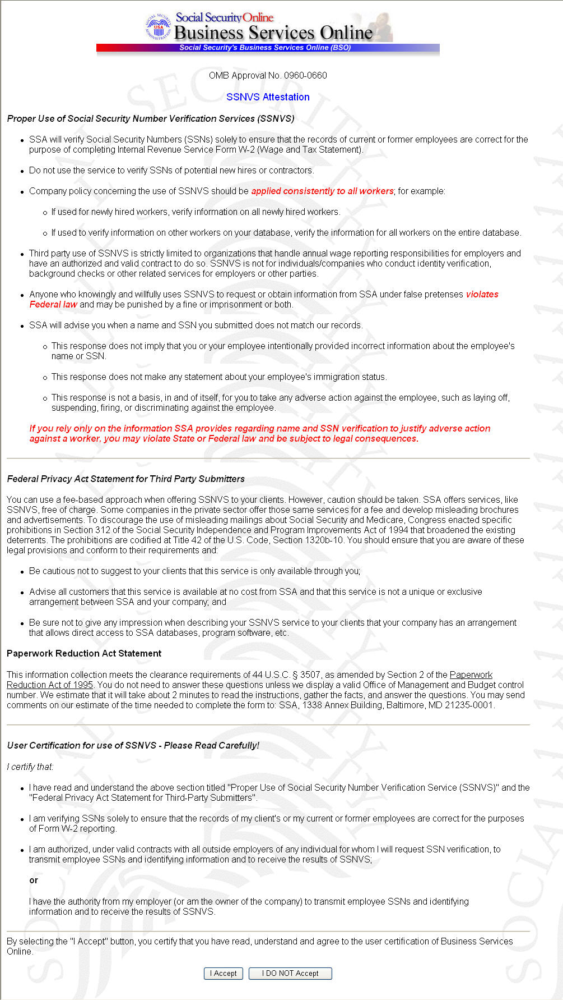 Social Security Online
Business Services Online
SOCIAL SECURITY ADMINISTRATION
USA
Social Security's Business Services Online (BSO)
OMB Approval No. 0960-0660
SSNVS Attestation
Proper Use of Social Security Number Verification Services (SSNVS)
SSA will verify Social Security Numbers (SSNs) solely to ensure that the records of current or former employees are correct for the
purpose of completing Internal Revenue Service Form W-2 (Wage and Tax Statement).
Do not use the service to verify SSNs of potential new hires or contractors.
Company policy concerning the use of SSNVS should be applied consistently to all workers; for example:
If used for newly hired workers, verify information on all newly hired workers.
If used to verify information on other workers on your database, verify the information for all workers on the entire database.
Third party use of SSNVS is strictly limited to organizations that handle annual wage reporting responsibilities for employers and
have an authorized and valid contract to do so. SSNVS is not for individuals/companies who conduct identity verification,
background checks or other related services for employers or other parties.
Anyone who knowingly and willfully uses SSNVS to request or obtain information from SSA under false pretenses violates
Federal law and may be punished by a fine or imprisonment or both.
SSA will advise you when a name and SSN you submitted does not match our records.
This response does not imply that you or your employee intentionally provided incorrect information about the employee's
name or SSN.
This response does not make any statement about your employee's immigration status.
This response is not a basis, in and of itself, for you to take any adverse action against the employee, such as laying off,
suspending, firing, or discriminating against the employee.
If you rely only on the information SSA provides regarding name and SSN verification to justify adverse action
against a worker, you may violate State or Federal law and be subject to legal consequences.
Federal Privacy Act Statement for Third Party Submitters
You can use a fee-based approach when offering SSNVS to your clients. However, caution should be taken. SSA offers services, like
SSNVS, free of charge. Some companies in the private sector offer those same services for a fee and develop misleading brochures
and advertisements. To discourage the use of misleading mailings about Social Security and Medicare, Congress enacted specific
prohibitions in Section 312 of the Social Security Independence and Program Improvements Act of 1994 that broadened the existing
deterrents. The prohibitions are codified at Title 42 of the U.S. Code, Section 1320b-10. You should ensure that you are aware of these
legal provisions and conform to their requirements and:
Be cautious not to suggest to your clients that this service is only available through you;
Advise all customers that this service is available at no cost from SSA and that this service is not a unique or exclusive
arrangement between SSA and your company; and
Be sure not to give any impression when describing your SSNVS service to your clients that your company has an arrangement
that allows direct access to SSA databases, program software, etc.
Paperwork Reduction Act Statement
This information collection meets the clearance requirements of 44 U.S.C. § 3507, as amended by Section 2 of the Paperwork
Reduction Act of 1995. You do not need to answer these questions unless we display a valid Office of Management and Budget control
number. We estimate that it will take about 2 minutes to read the instructions, gather the facts, and answer the questions. You may send
comments on our estimate of the time needed to complete the form to: SSA, 1338 Annex Building, Baltimore, MD 21235-0001.
User Certification for use of SSNVS - Please Read Carefully!
I certify that:
I have read and understand the above section titled "Proper Use of Social Security Number Verification Service (SSNVS)" and the
"Federal Privacy Act Statement for Third-Party Submitters".
I am verifying SSNs solely to ensure that the records of my client's or my current or former employees are correct for the purposes
of Form W-2 reporting.
I am authorized, under valid contracts with all outside employers of any individual for whom I will request SSN verification, to
transmit employee SSNs and identifying information and to receive the results of SSNVS;
or
I have the authority from my employer (or am the owner of the company) to transmit employee SSNs and identifying
information and to receive the results of SSNVS.
By selecting the "I Accept" button, you certify that you have read, understand and agree to the user certification of Business Services
Online.
I Accept
I DO NOT Accept